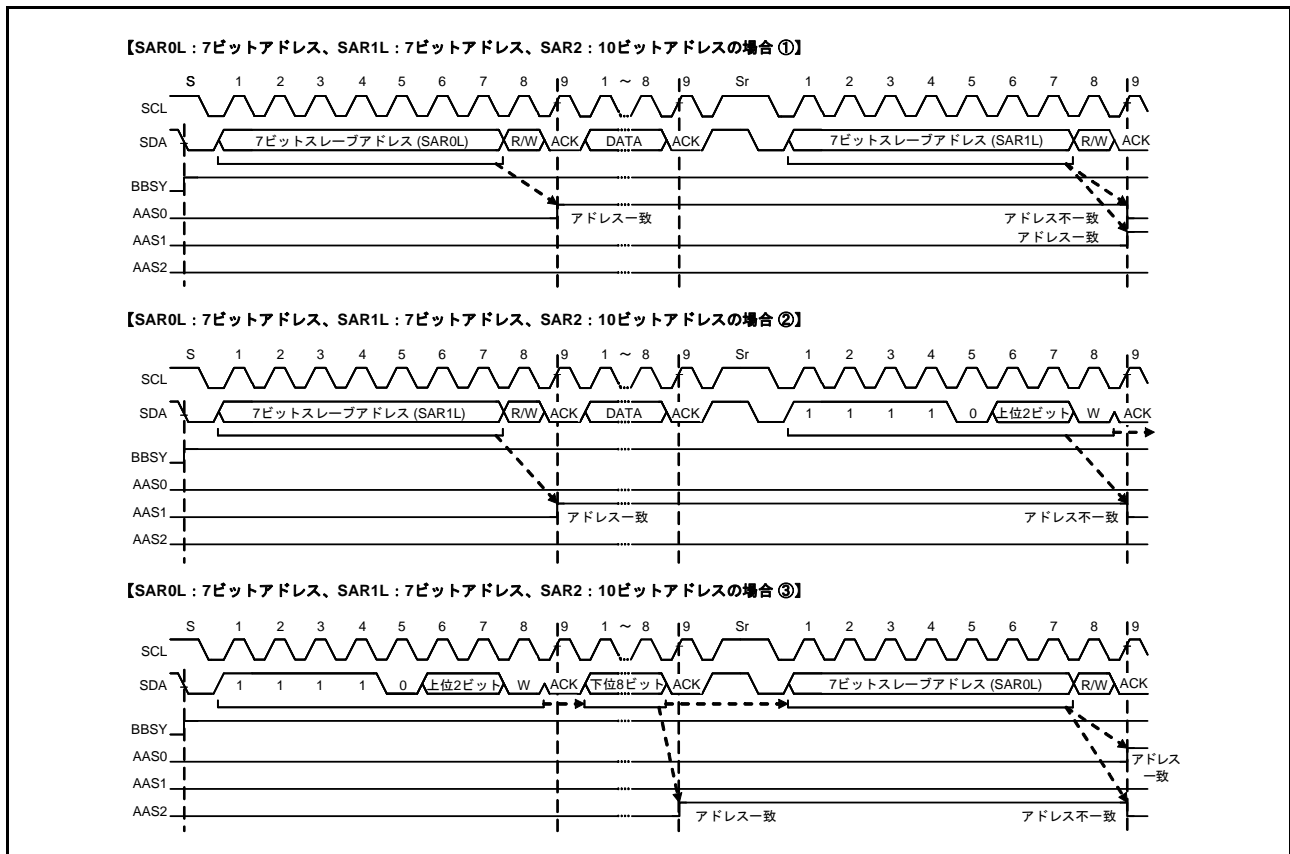 【SAR0L : 7ビットアドレス、SAR1L : 7ビットアドレス、SAR2 : 10ビットアドレスの場合 ①】
S 1 2 3 4 5 6 7 8 9 1 ~ 8 9 Sr 1 2 3 4 5 6 7 8 9
SCL
SDA 7ビットスレーブアドレス (SAR0L) R/W ACK DATA ACK 7ビットスレーブアドレス (SAR1L) R/W ACK
BBSY
AAS0 アドレス一致 アドレス不一致
AAS1 アドレス一致
AAS2
【SAR0L : 7ビットアドレス、SAR1L : 7ビットアドレス、SAR2 : 10ビットアドレスの場合 ②】
S 1 2 3 4 5 6 7 8 9 1 ~ 8 9 Sr 1 2 3 4 5 6 7 8 9
SCL
SDA 7ビットスレーブアドレス (SAR1L) R/W ACK DATA ACK 1 1 1 1 0 上位2ビット W ACK
BBSY
AAS0
AAS1 アドレス一致 アドレス不一致
AAS2
【SAR0L : 7ビットアドレス、SAR1L : 7ビットアドレス、SAR2 : 10ビットアドレスの場合 ③】
S 1 2 3 4 5 6 7 8 9 1 ~ 8 9 Sr 1 2 3 4 5 6 7 8 9
SCL
SDA 1 1 1 1 0 上位2ビット W ACK 下位8ビット ACK 7ビットスレーブアドレス (SAR0L) R/W ACK
BBSY
AAS0 アドレス
一致
AAS1
AAS2 アドレス一致 アドレス不一致